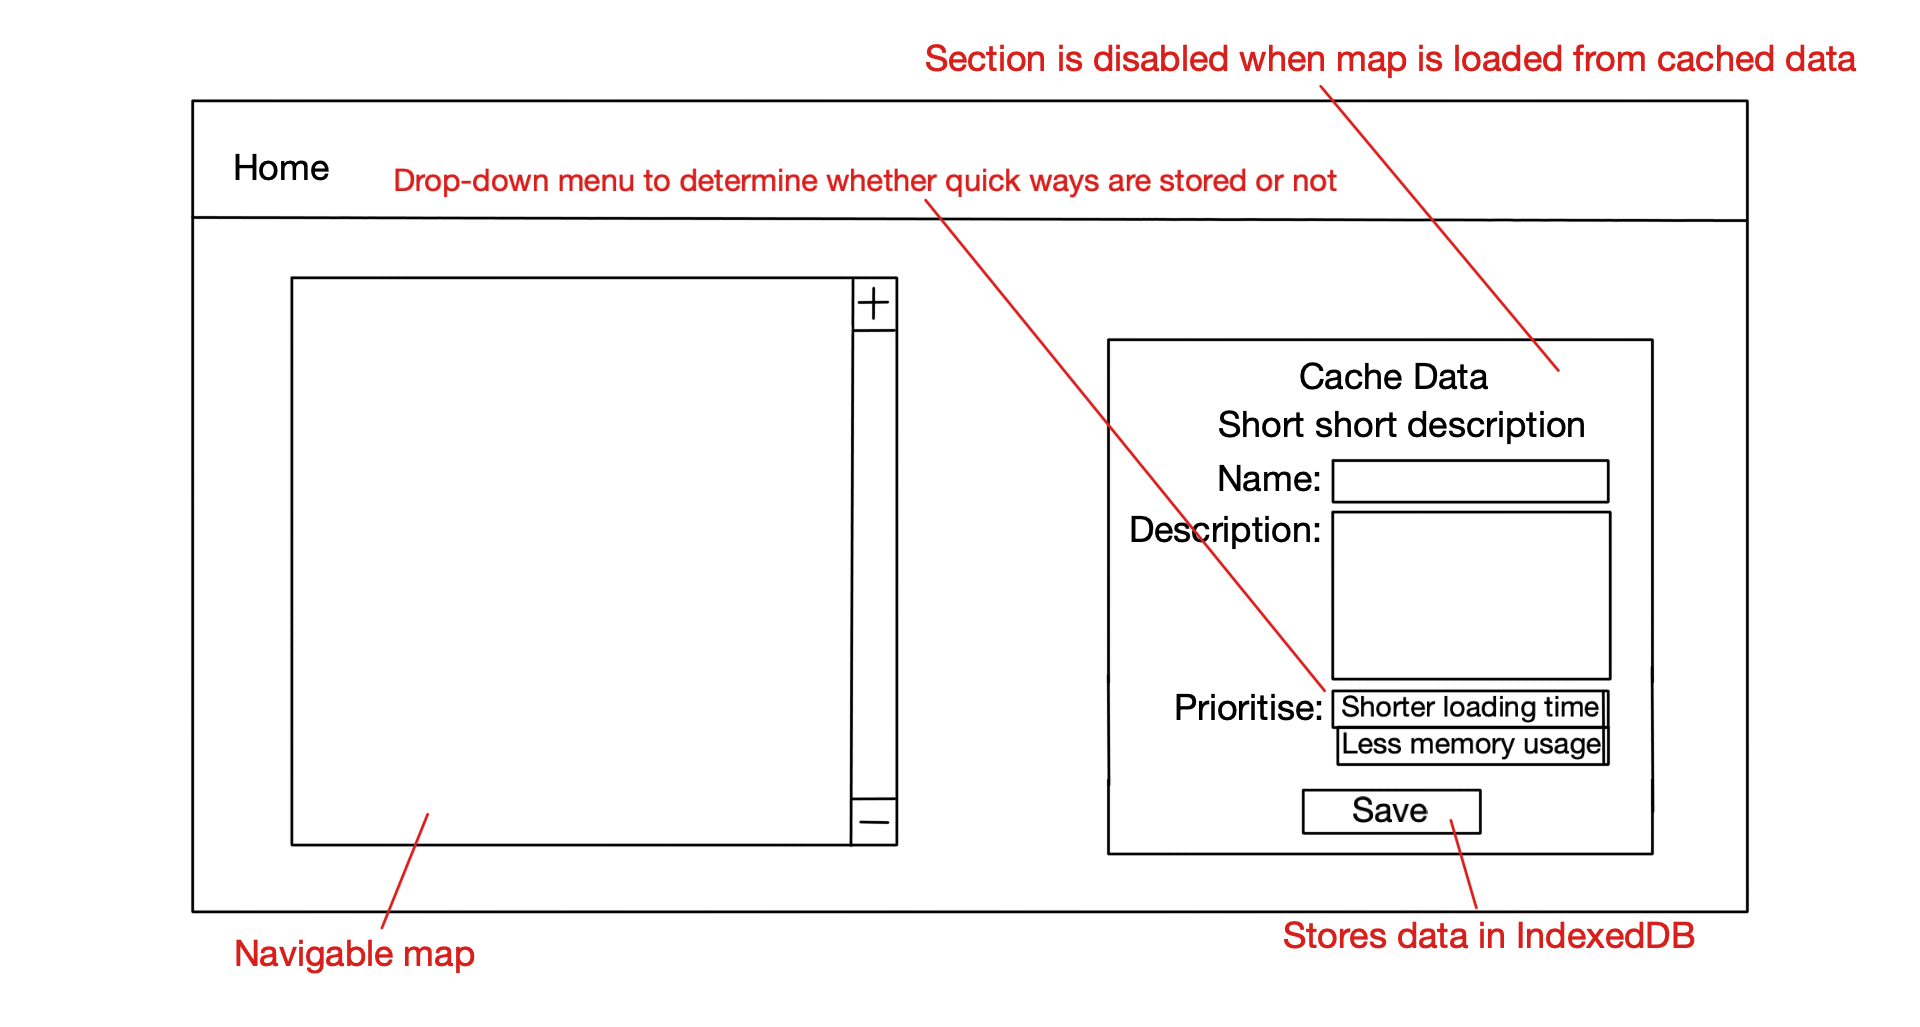 Section is disabled when map is loaded from cached data
Home
Drop-down menu to determine whether quick ways are stored or not
+
Cache Data
Short short description
Name:
Description:
Prioritise: Shorter loading time
Less memory usage
Save
−
Stores data in IndexedDB
Navigable map